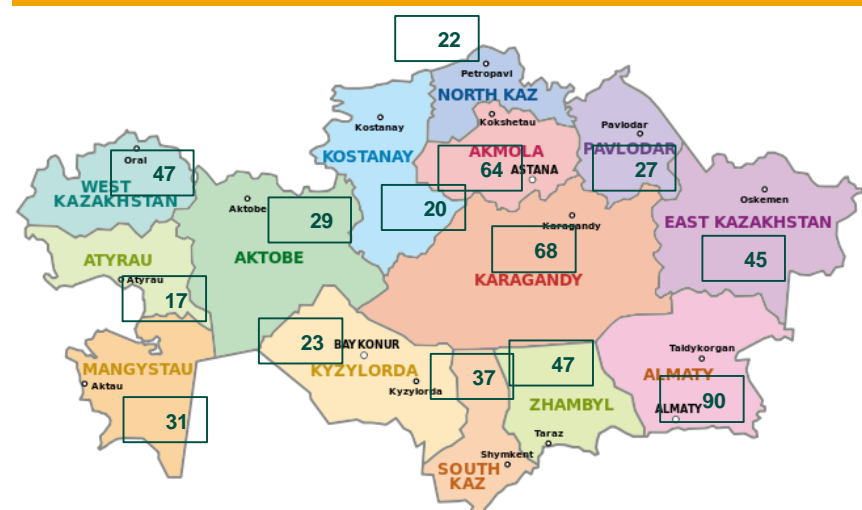 22
Petropavl
NORTH KAZ
Kostanay
Kokshetau
Pavlodar
KOSTANAY
AKMOLA
PAVLODAR
Oral
47
64
ASTANA
27
WEST
KAZAKHSTAN
Aktobe
29
20
Karagandy
Oskemen
EAST KAZAKHSTAN
ATYRAU
AKTOBE
68
45
Atyrau
KARAGANDY
17
23
BAYKONUR
KYZYLORDA
Kyzylorda
37
47
Taldykorgan
ALMATY
MANGYSTAU
Aktau
ZHAMBYL
ALMATY
90
31
Taraz
Shymkent
SOUTH
KAZ